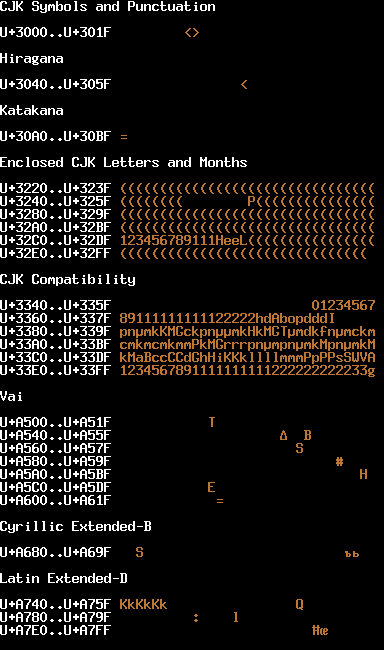 CJK Symbols and Punctuation
U+3000..U+301F <>
Hiragana
U+3040..U+305F <
Katakana
U+30A0..U+30BF =
Enclosed CJK Letters and Months
U+3220..U+323F ((((((((((((((((((((((((((((((((
U+3240..U+325F ((((((((        P(((((((((((((((
U+3280..U+329F ((((((((((((((((((((((((((((((((
U+32A0..U+32BF ((((((((((((((((((((((((((((((((
U+32C0..U+32DF 123456789111HeeL((((((((((((((((
U+32E0..U+32FF (((((((((((((((((((((((((((((((
CJK Compatibility
U+3340..U+335F 01234567
U+3360..U+337F 89111111111122222hdAbopdddI
U+3380..U+339F pnµmkKMGckpnµµmkHkMGTµmdkfnµmckm
U+33A0..U+33BF cmkmcmkmmPkMGrrrpnµmpnµmkMpnµmkM
U+33C0..U+33DF kMaBccCCdGhHiKKkllllmmmPpPPsSWVA
U+33E0..U+33FF 1234567891111111111222222222233g
Vai
U+A500..U+A51F T
U+A540..U+A55F Δ B
U+A560..U+A57F S
U+A580..U+A59F #
U+A5A0..U+A5BF H
U+A5C0..U+A5DF E
U+A600..U+A61F =
Cyrillic Extended-B
U+A680..U+A69F S ъь
Latin Extended-D
U+A740..U+A75F KkKkKk Q
U+A780..U+A79F : l
U+A7E0..U+A7FF Ħœ